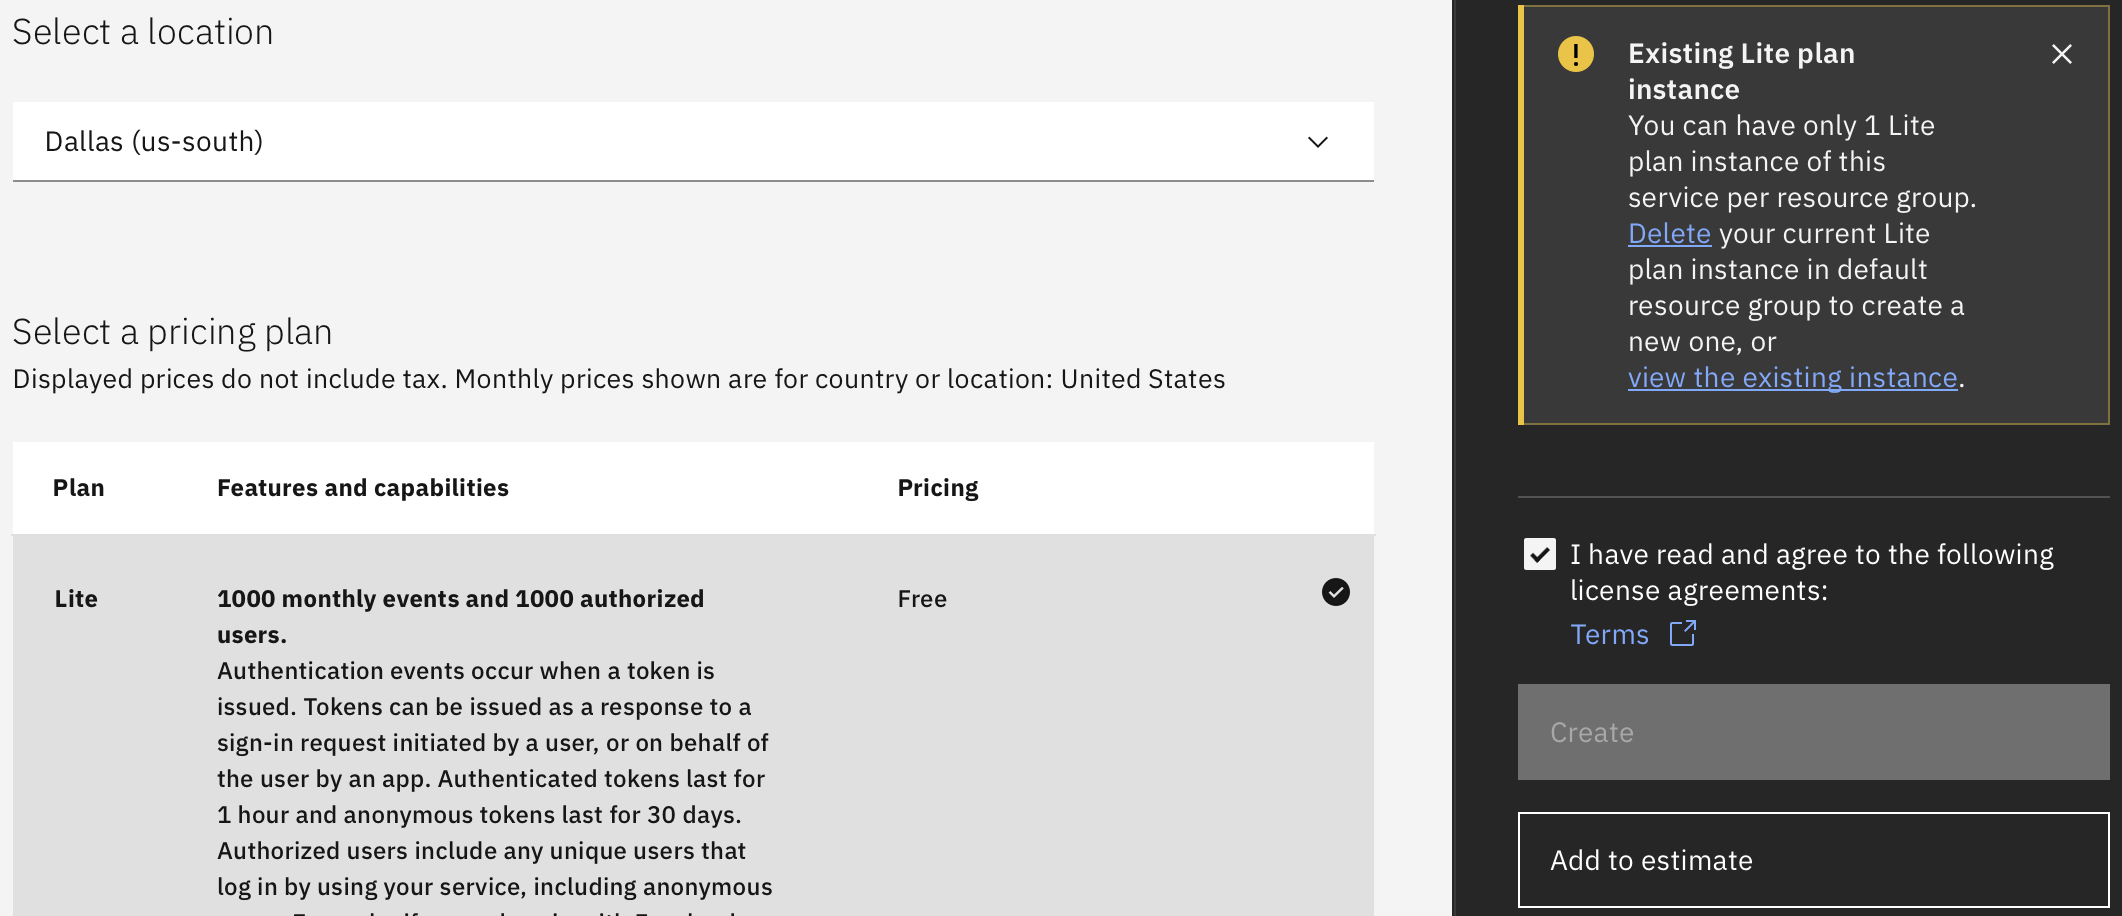 Select a location
Dallas (us-south)
Select a pricing plan
Displayed prices do not include tax. Monthly prices shown are for country or location: United States
Plan
Features and capabilities
Pricing
Lite
1000 monthly events and 1000 authorized
users.
Free
Authentication events occur when a token is
issued. Tokens can be issued as a response to a
sign-in request initiated by a user, or on behalf of
the user by an app. Authenticated tokens last for
1 hour and anonymous tokens last for 30 days.
Authorized users include any unique users that
log in by using your service, including anonymous
Existing Lite plan
instance
You can have only 1 Lite
plan instance of this
service per resource group.
Delete your current Lite
plan instance in default
resource group to create a
new one, or
view the existing instance.
I have read and agree to the following
license agreements:
Terms
Create
Add to estimate